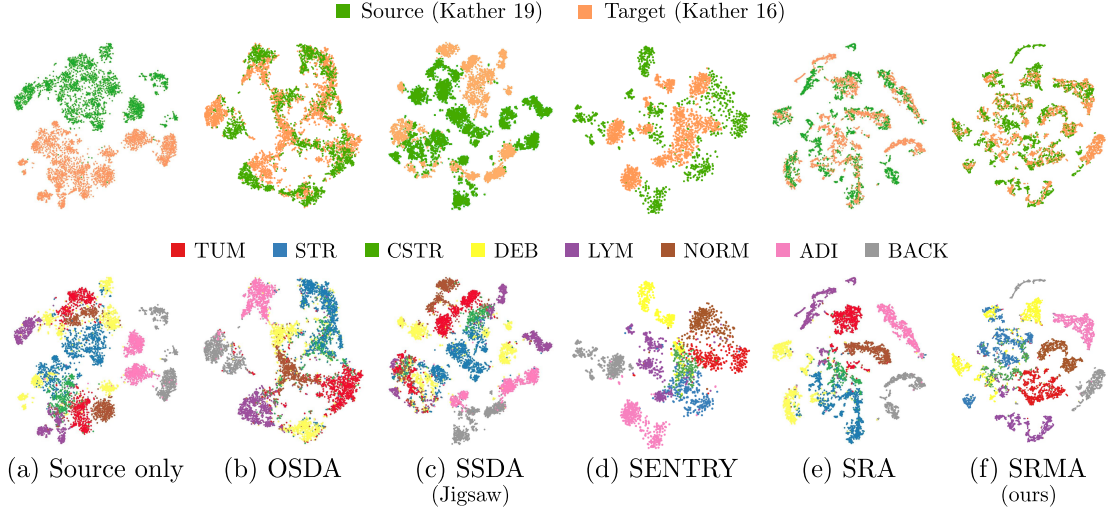 Source (Kather 19) Target (Kather 16)
TUM STR CSTR DEB LYM NORM ADI BACK
(a) Source only (b) OSDA (c) SSDA (d) SENTRY (e) SRA (f) SRMA
(Jigsaw) (ours)